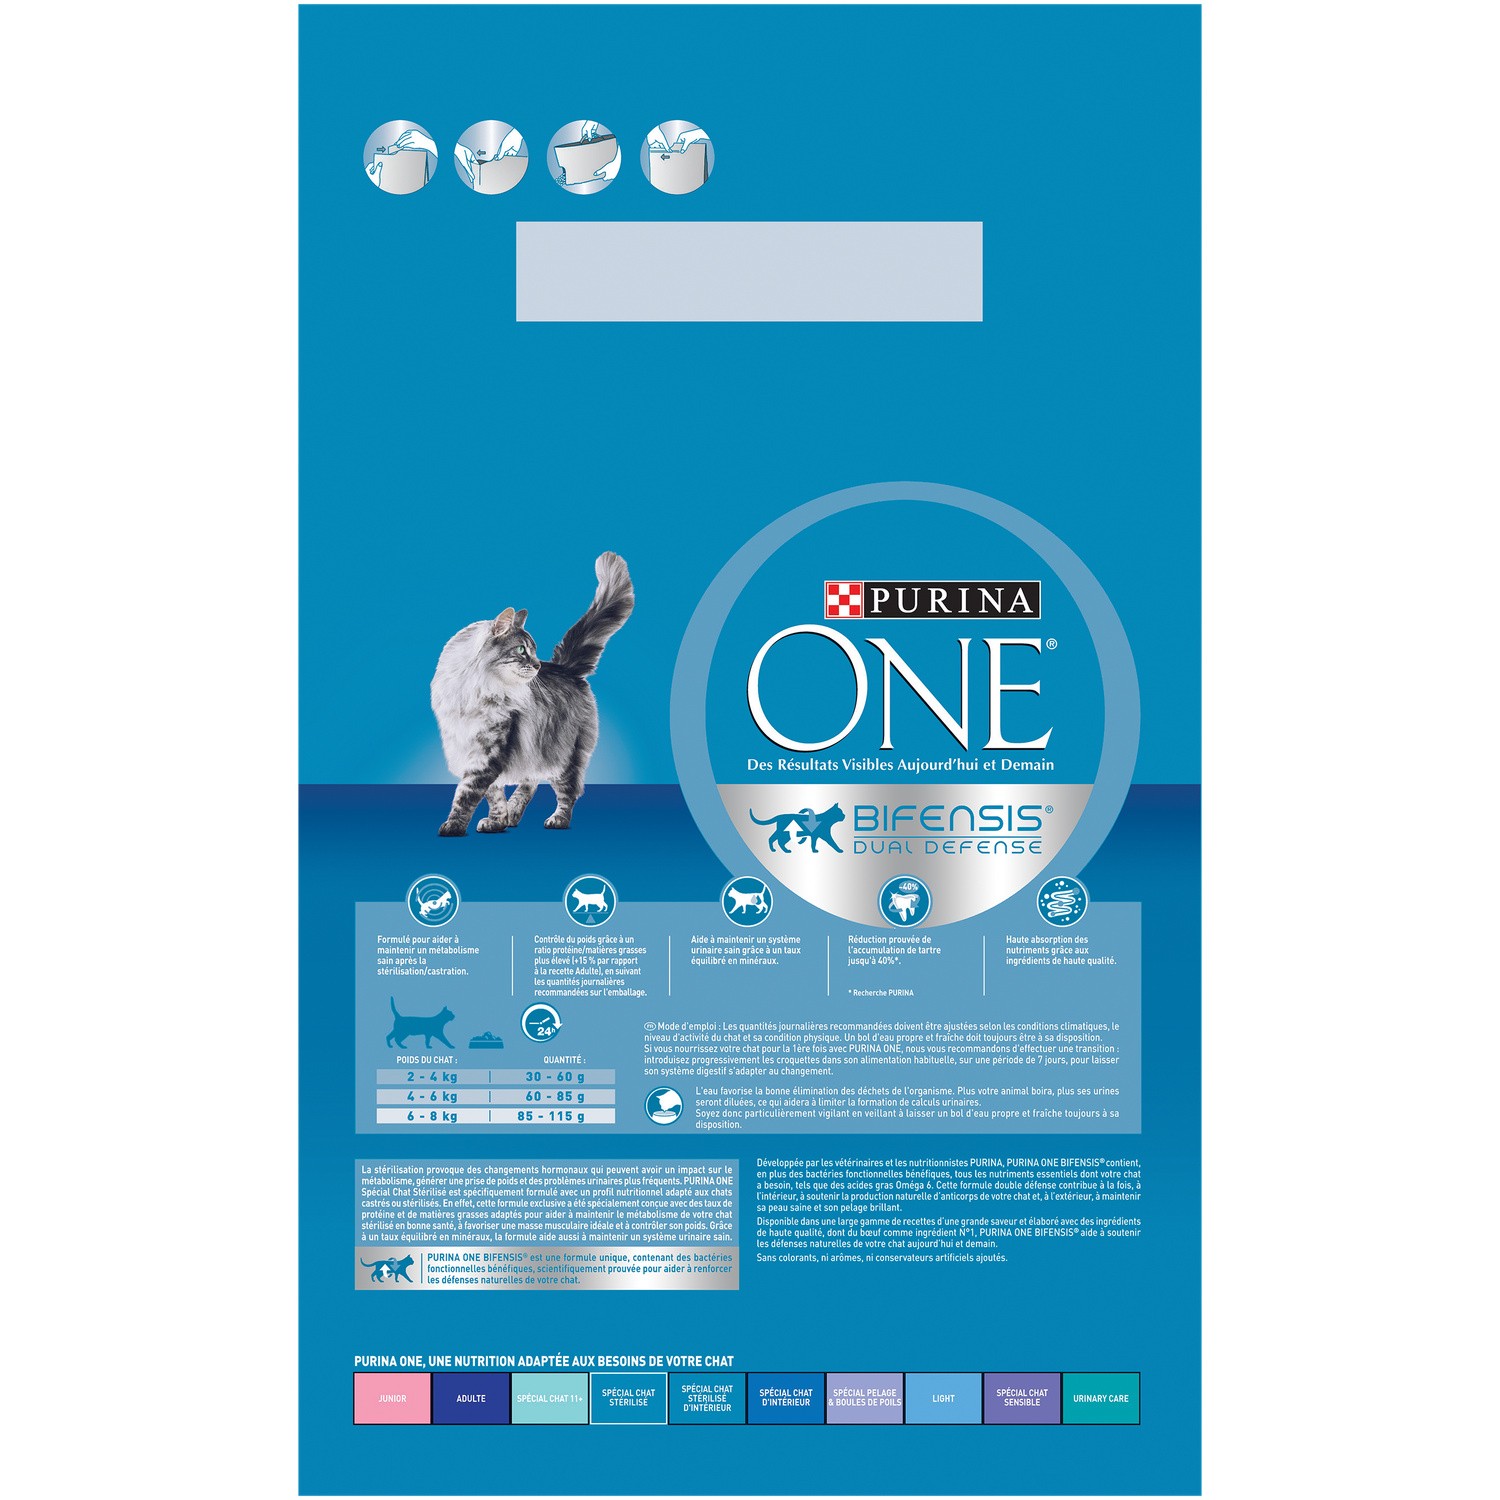 PURINA
ONE®
Des Résultats Visibles Aujourd'hui et Demain
BIFENSIS®
DUAL DEFENSE
Formulé pour aider à
maintenir un métabolisme
sain après la
stérilisation/castration.
Contrôle du poids grâce à un
ratio protéine/matières grasses
plus élevé (+15 % par rapport
à la recette Adulte), en suivant
les quantités journalières
recommandées sur l'emballage.
Aide à maintenir un système
urinaire sain grâce à un taux
équilibré en minéraux.
-40%
Réduction prouvée de
l'accumulation de tartre
jusqu'à 40%*.
* Recherche PURINA
Haute absorption des
nutriments grâce aux
ingrédients de haute qualité.
24h
POIDS DU CHAT : QUANTITÉ :
2 - 4 kg | 30 - 60 g
4 - 6 kg | 60 - 85 g
6 - 8 kg | 85 - 115 g
FR Mode d'emploi : Les quantités journalières recommandées doivent être ajustées selon les conditions climatiques, le
niveau d'activité du chat et sa condition physique. Un bol d'eau propre et fraîche doit toujours être à sa disposition.
Si vous nourrissez votre chat pour la 1ère fois avec PURINA ONE, nous vous recommandons d'effectuer une transition :
introduisez progressivement les croquettes dans son alimentation habituelle, sur une période de 7 jours, pour laisser
son système digestif s'adapter au changement.
L'eau favorise la bonne élimination des déchets de l'organisme. Plus votre animal boira, plus ses urines
seront diluées, ce qui aidera à limiter la formation de calculs urinaires.
Soyez donc particulièrement vigilant en veillant à laisser un bol d'eau propre et fraîche toujours à sa
disposition.
La stérilisation provoque des changements hormonaux qui peuvent avoir un impact sur le
métabolisme, générer une prise de poids et des problèmes urinaires plus fréquents. PURINA ONE
Spécial Chat Stérilisé est spécifiquement formulé avec un profil nutritionnel adapté aux chats
castrés ou stérilisés. En effet, cette formule exclusive a été spécialement conçue avec des taux de
protéine et de matières grasses adaptés pour aider à maintenir le métabolisme de votre chat
stérilisé en bonne santé, à favoriser une masse musculaire idéale et à contrôler son poids. Grâce
à un taux équilibré en minéraux, la formule aide aussi à maintenir un système urinaire sain.
PURINA ONE BIFENSIS® est une formule unique, contenant des bactéries
fonctionnelles bénéfiques, scientifiquement prouvée pour aider à renforcer
les défenses naturelles de votre chat.
Développée par les vétérinaires et les nutritionnistes PURINA, PURINA ONE BIFENSIS® contient,
en plus des bactéries fonctionnelles bénéfiques, tous les nutriments essentiels dont votre chat
a besoin, tels que des acides gras Oméga 6. Cette formule double défense contribue à la fois, à
l'intérieur, à soutenir la production naturelle d'anticorps de votre chat et, à l'extérieur, à maintenir
sa peau saine et son pelage brillant.
Disponible dans une large gamme de recettes d'une grande saveur et élaboré avec des ingrédients
de haute qualité, dont du bœuf comme ingrédient N°1, PURINA ONE BIFENSIS® aide à soutenir
les défenses naturelles de votre chat aujourd'hui et demain.
Sans colorants, ni arômes, ni conservateurs artificiels ajoutés.
PURINA ONE, UNE NUTRITION ADAPTÉE AUX BESOINS DE VOTRE CHAT
JUNIOR
ADULTE
SPÉCIAL CHAT 11+
SPÉCIAL CHAT
STÉRILISÉ
SPÉCIAL CHAT
STÉRILISÉ
D'INTÉRIEUR
SPÉCIAL CHAT
D'INTÉRIEUR
SPÉCIAL PELAGE
& BOULES DE POILS
LIGHT
SPÉCIAL CHAT
SENSIBLE
URINARY CARE